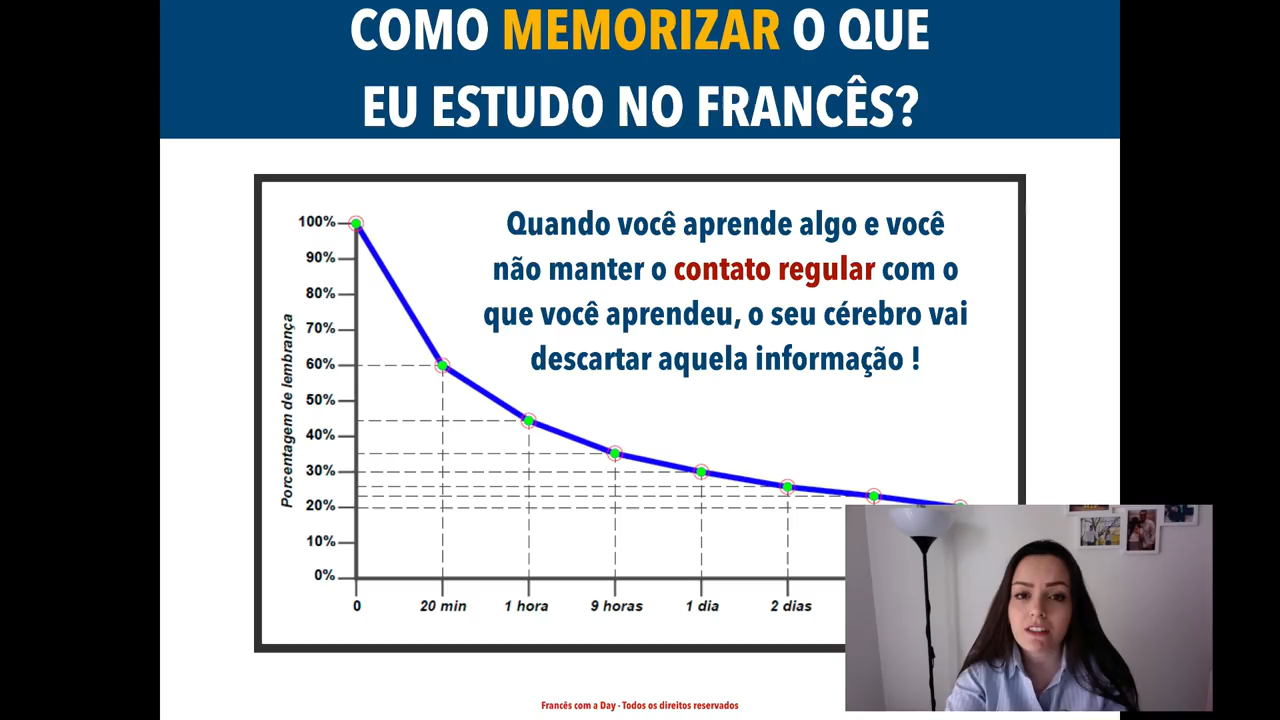 COMO MEMORIZAR O QUE
EU ESTUDO NO FRANCÊS?
Quando você aprende algo e você
não manter o contato regular com o
que você aprendeu, o seu cérebro vai
descartar aquela informação !
Porcentagem de lembrança
100%
90%
80%
70%
60%
50%
40%
30%
20%
10%
0%
0 20 min 1 hora 9 horas 1 dia 2 dias
Francês com a Day - Todos os direitos reservados